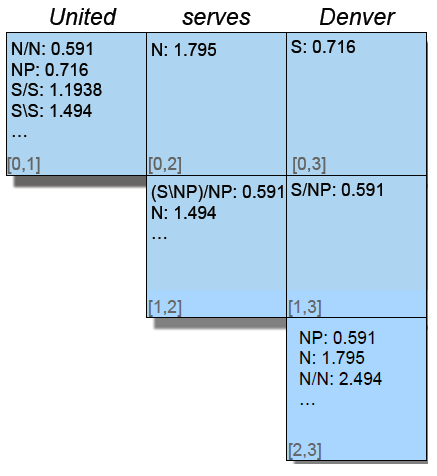 United serves Denver
N/N: 0.591
NP: 0.716
S/S: 1.1938
S\S: 1.494
…
[0,1]
N: 1.795
[0,2]
S: 0.716
[0,3]
(S\NP)/NP: 0.591
N: 1.494
…
[1,2]
S/NP: 0.591
[1,3]
NP: 0.591
N: 1.795
N/N: 2.494
…
[2,3]